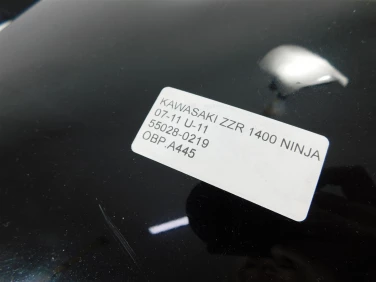 KAWASAKI ZZR 1400 NINJA
07-11 U-11
55028-0219
OBP.A445